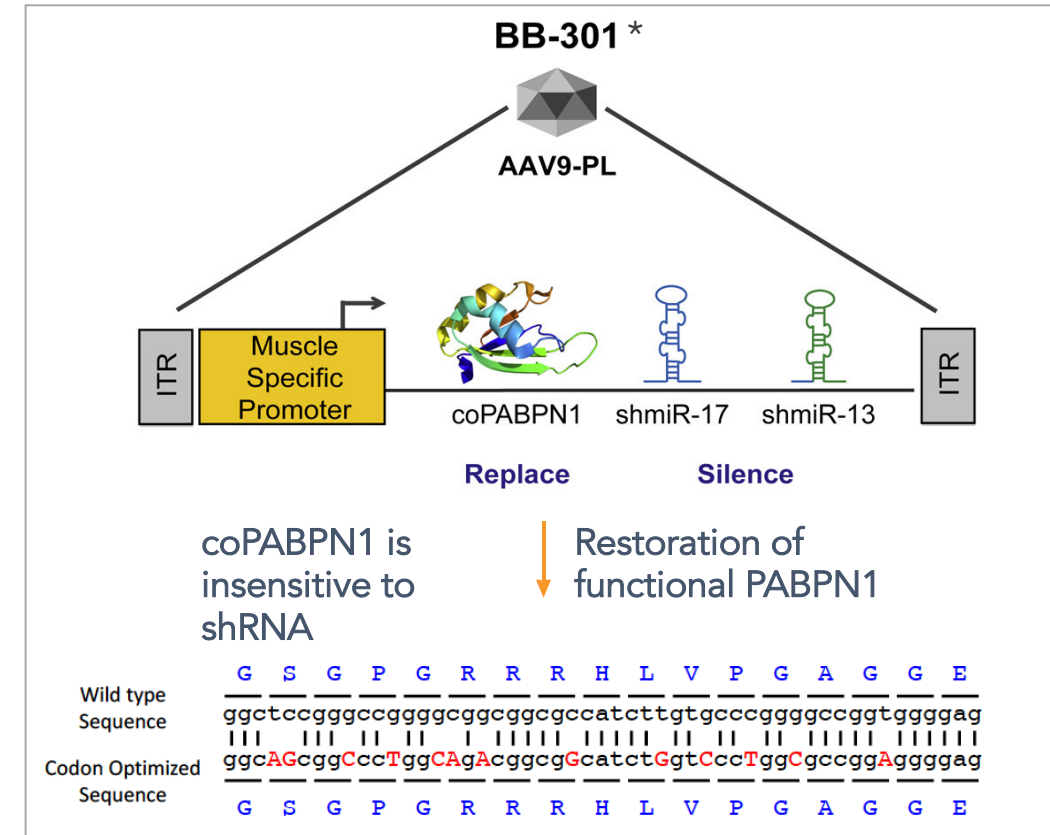 BB-301 *
AAV9-PL
ITR
Muscle
Specific
Promoter
coPABPN1
shmiR-17
shmiR-13
ITR
Replace
Silence
coPABPN1 is
insensitive to
shRNA
Restoration of
functional PABPN1
G S G P G R R R H L V P G A G G E
Wild type
Sequence
ggctccgggccggggcggcggcgccatcttgtgcccggggccggtggggag
Codon Optimized
Sequence
ggcAGcggCccTggCAgAcggcgGcatctGgtCccTggCgccggAggggag
G S G P G R R R H L V P G A G G E